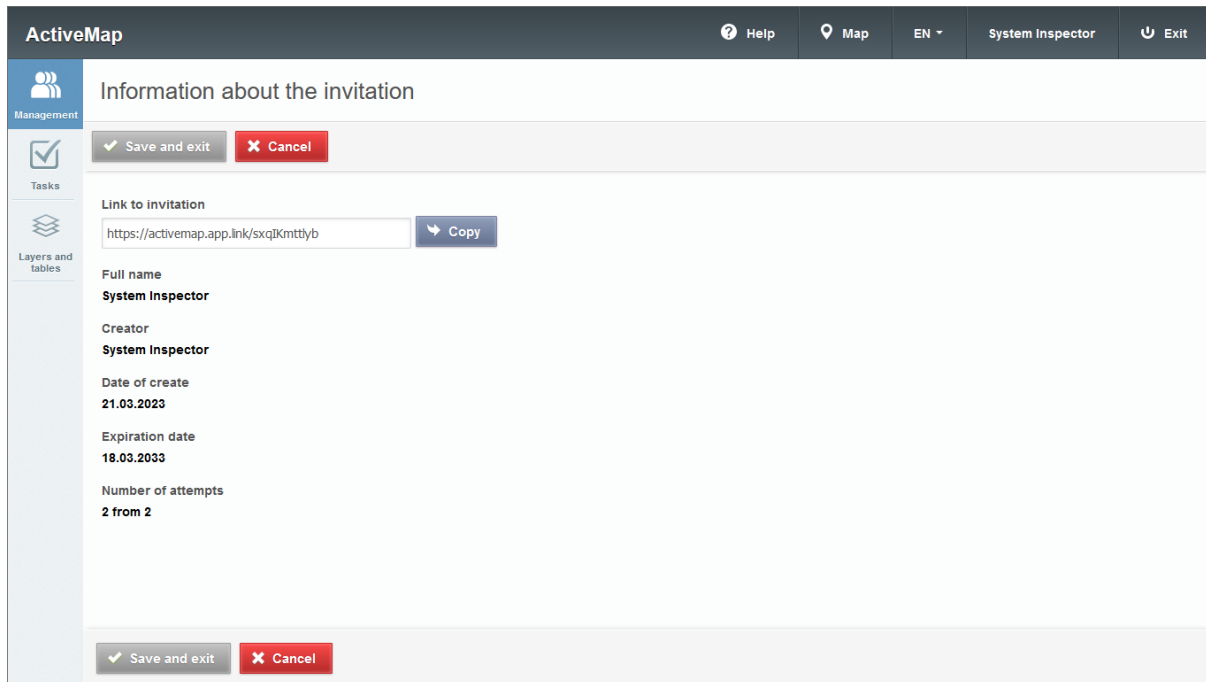 ActiveMap
Help
Map
EN
System Inspector
Exit
Management
Tasks
Layers and
tables
Information about the invitation
Save and exit
Cancel
Link to invitation
https://activemap.app.link/sxqIKmttlyb
Copy
Full name
System Inspector
Creator
System Inspector
Date of create
21.03.2023
Expiration date
18.03.2033
Number of attempts
2 from 2
Save and exit
Cancel